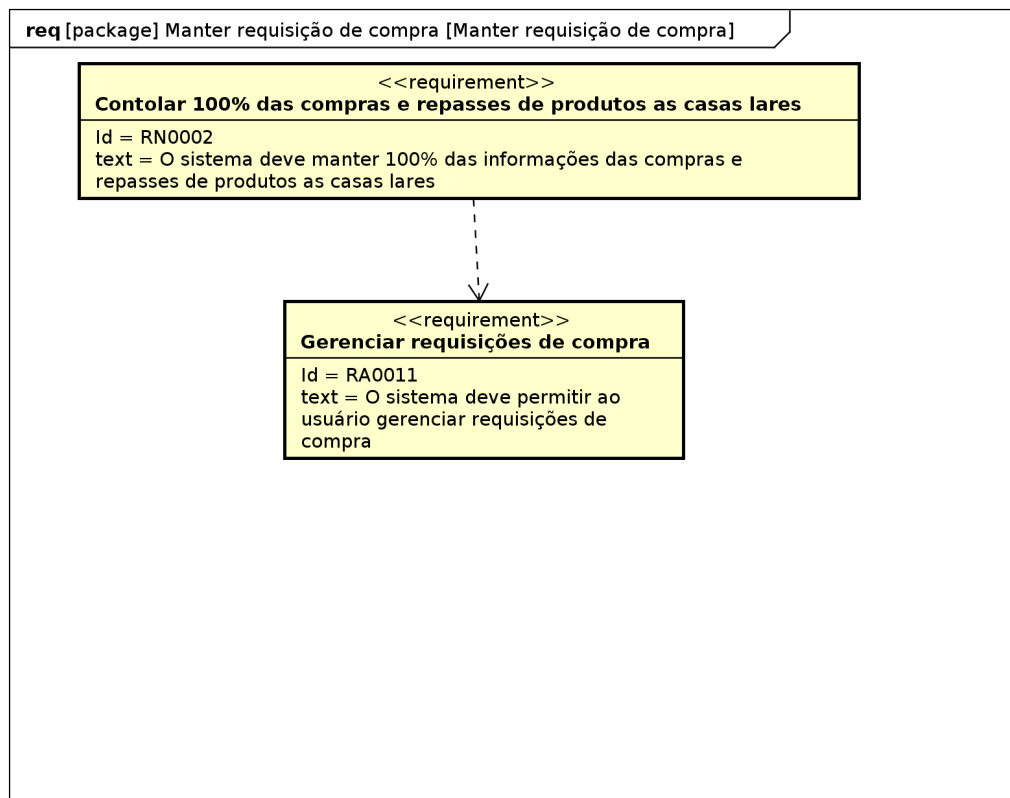 req [package] Manter requisição de compra [Manter requisição de compra]
<<requirement>>
Contolar 100% das compras e repasses de produtos as casas lares
Id = RN0002
text = O sistema deve manter 100% das informações das compras e
repasses de produtos as casas lares
<<requirement>>
Gerenciar requisições de compra
Id = RA0011
text = O sistema deve permitir ao
usuário gerenciar requisições de
compra